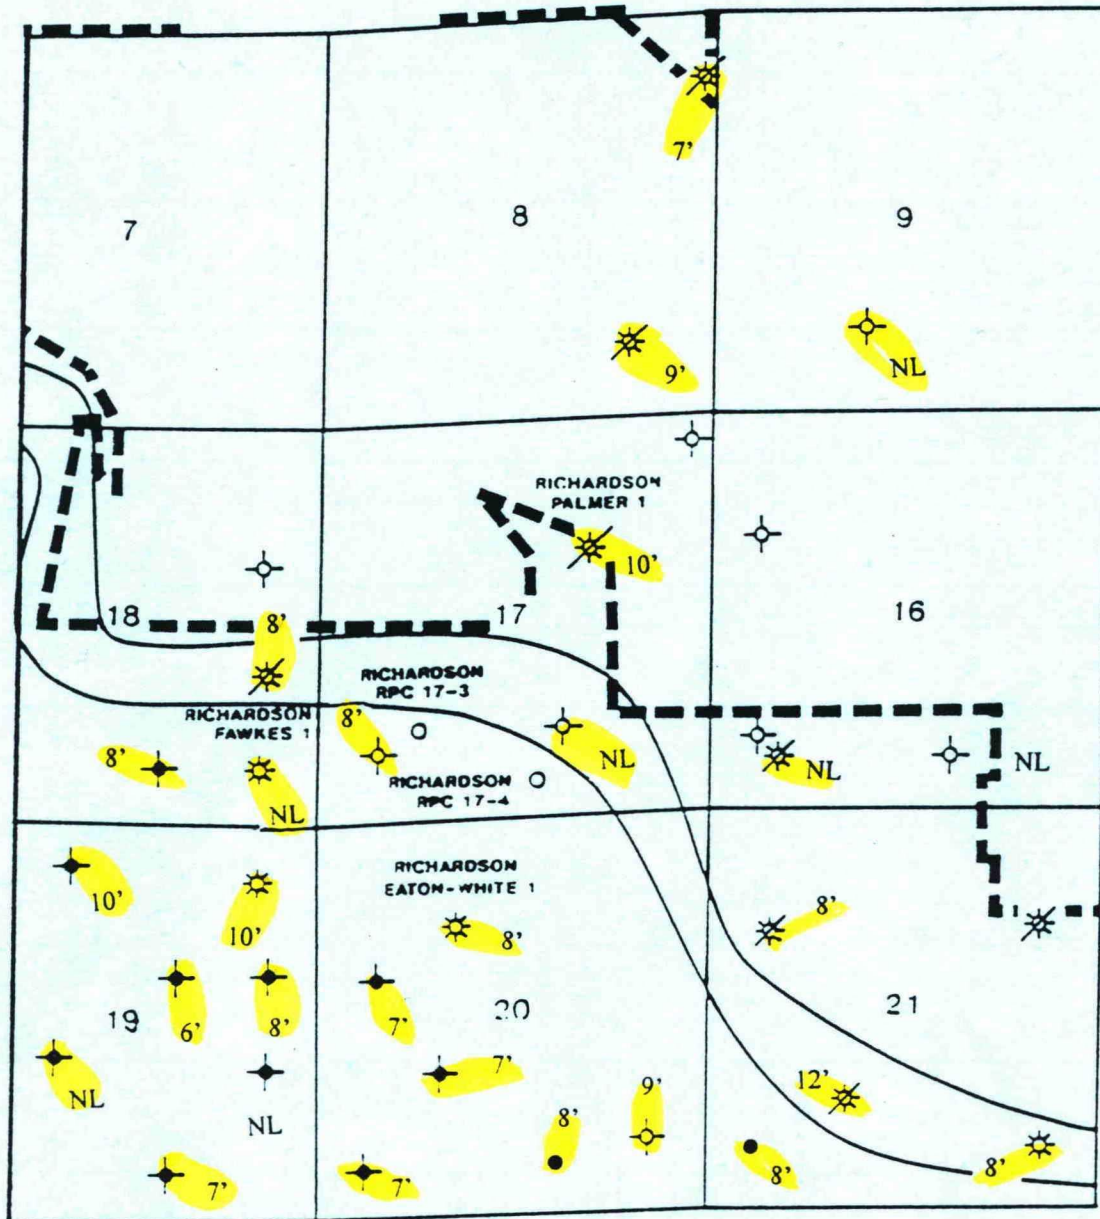 7'
7
8
9
9'
NL
RICHARDSON
PALMER 1
10'
18
8'
17
16
RICHARDSON
RPC 17-3
RICHARDSON
FAWKES 1
8'
NL
NL
NL
8'
NL
RICHARDSON
RPC 17-4
RICHARDSON
EATON-WHITE 1
10'
10'
8'
8'
19
6'
8'
7'
20
21
NL
NL
7'
9'
8'
12'
7'
7'
8'
8'